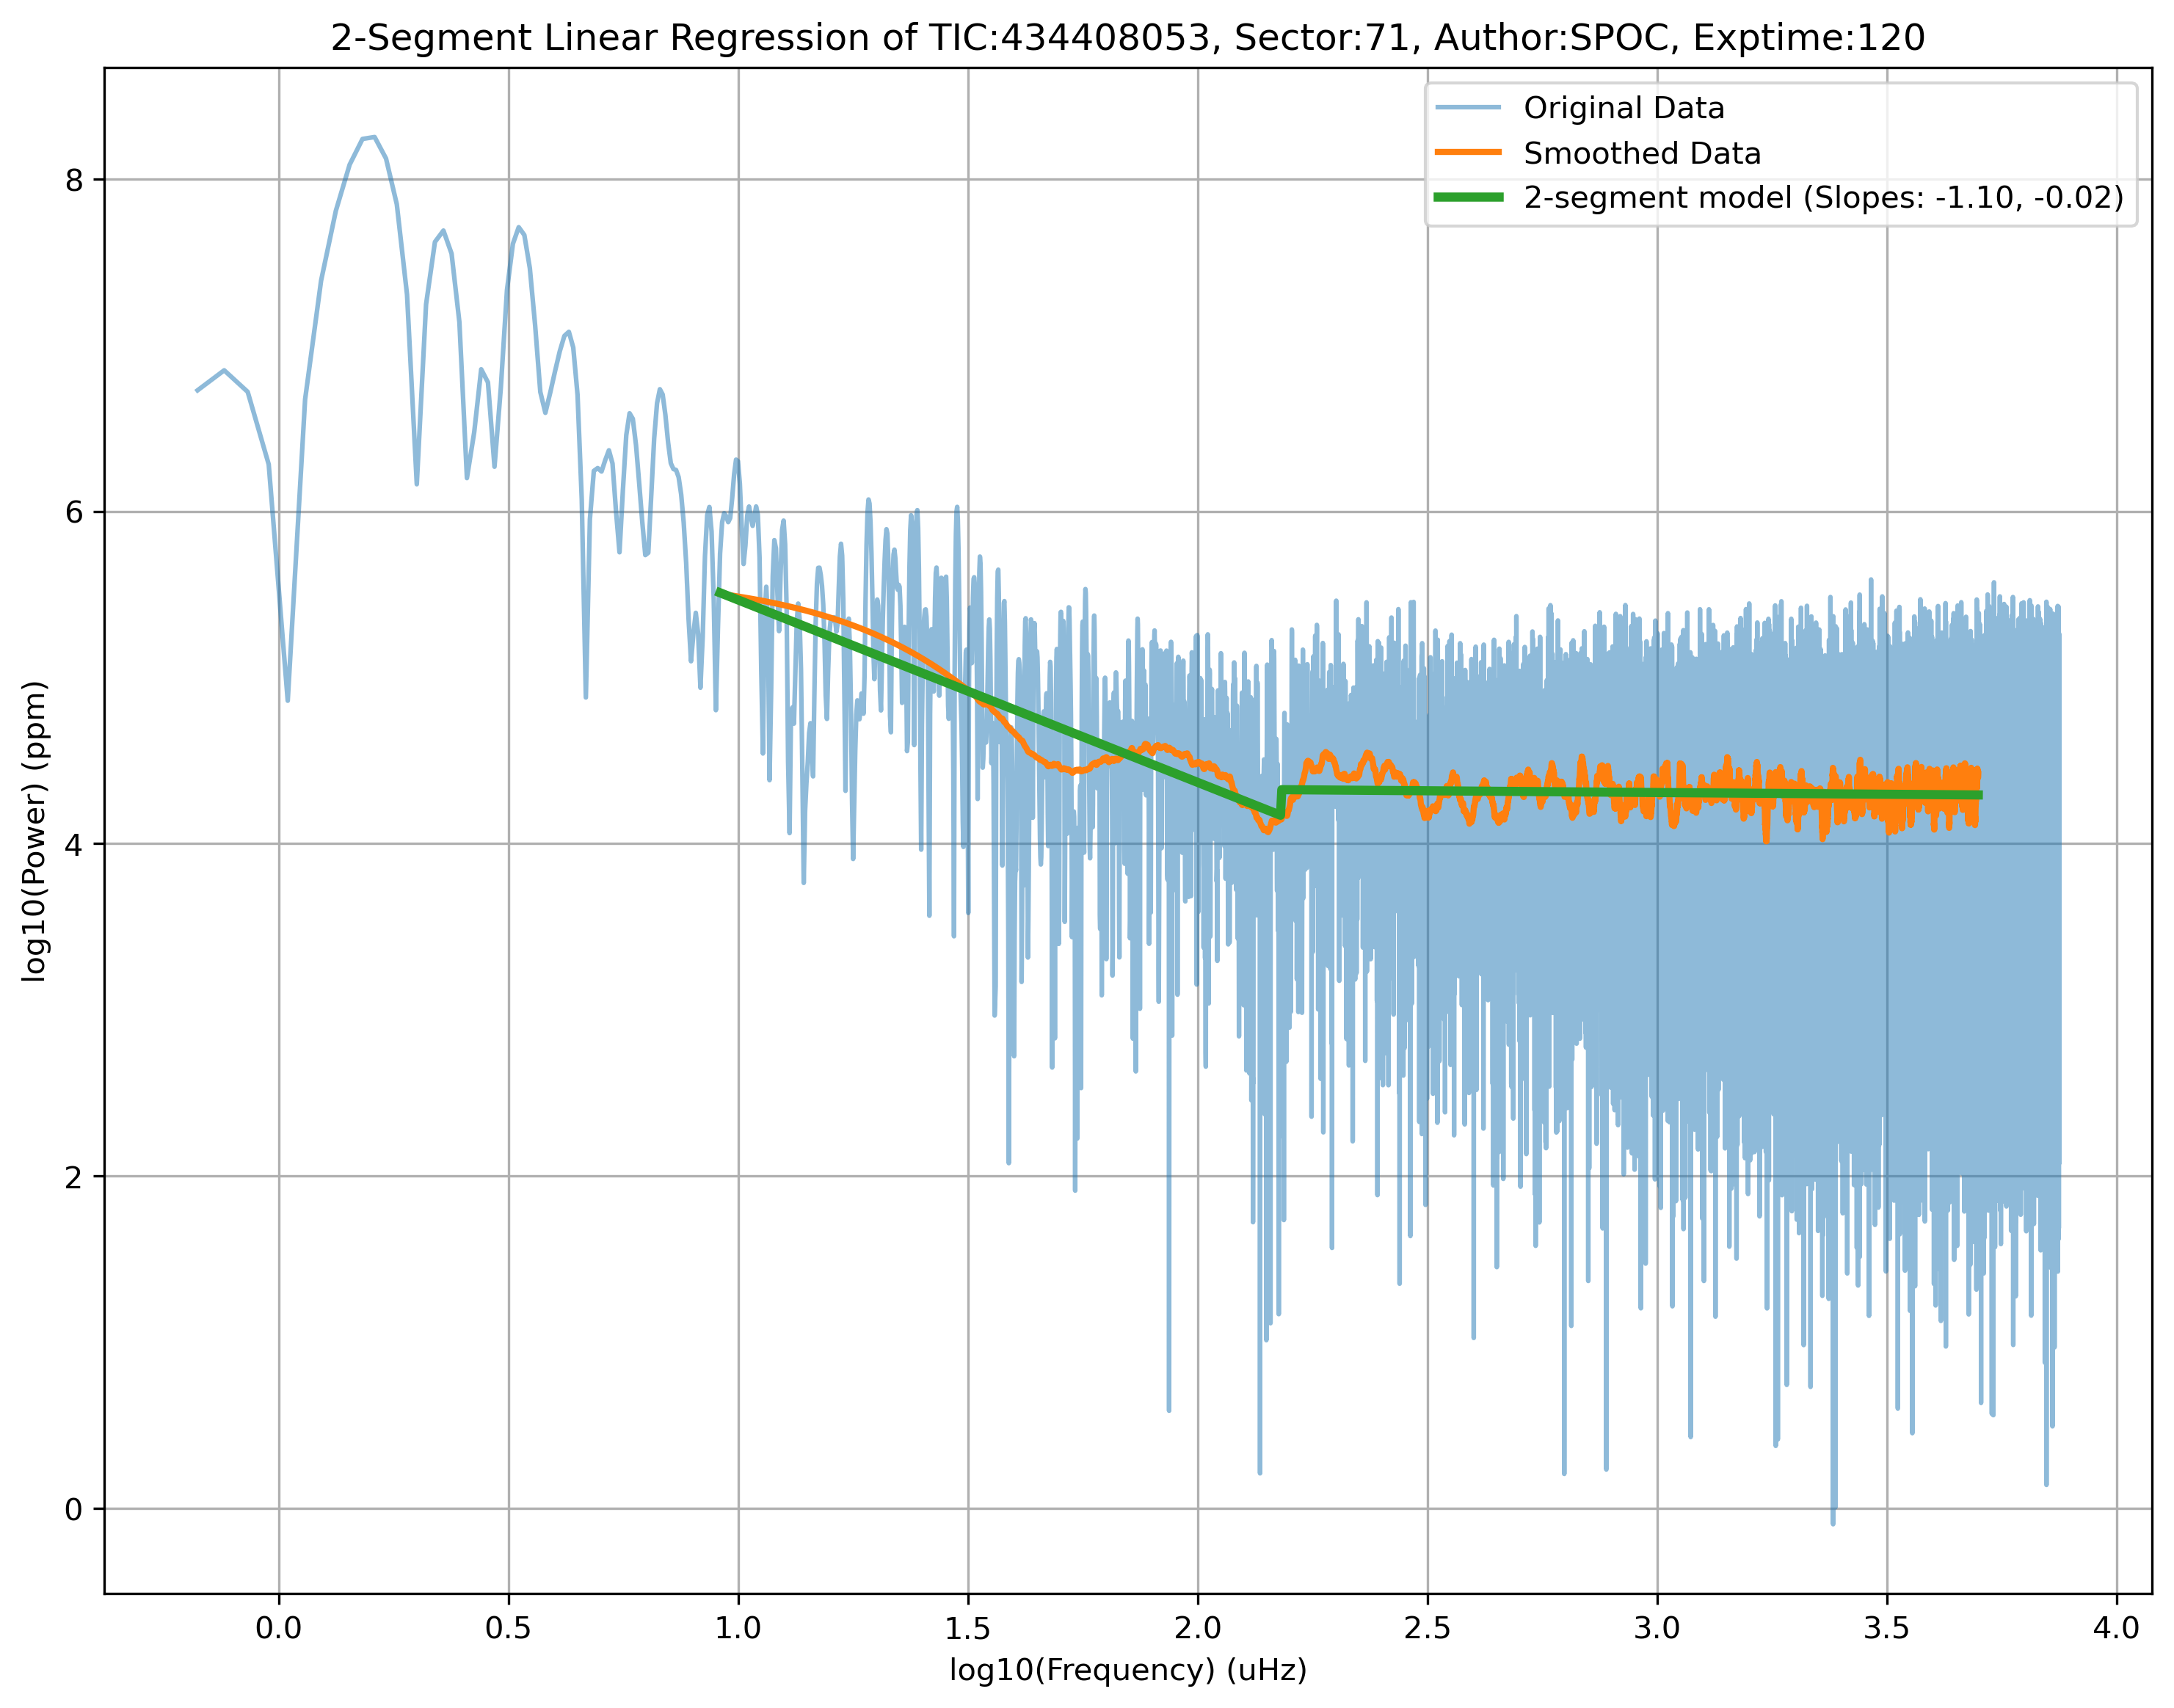 2-Segment Linear Regression of TIC:434408053, Sector:71, Author:SPOC, Exptime:120
Original Data
Smoothed Data
2-segment model (Slopes: -1.10, -0.02)
log10(Power) (ppm)
8
6
4
2
0
0.0 0.5 1.0 1.5 2.0 2.5 3.0 3.5 4.0
log10(Frequency) (uHz)